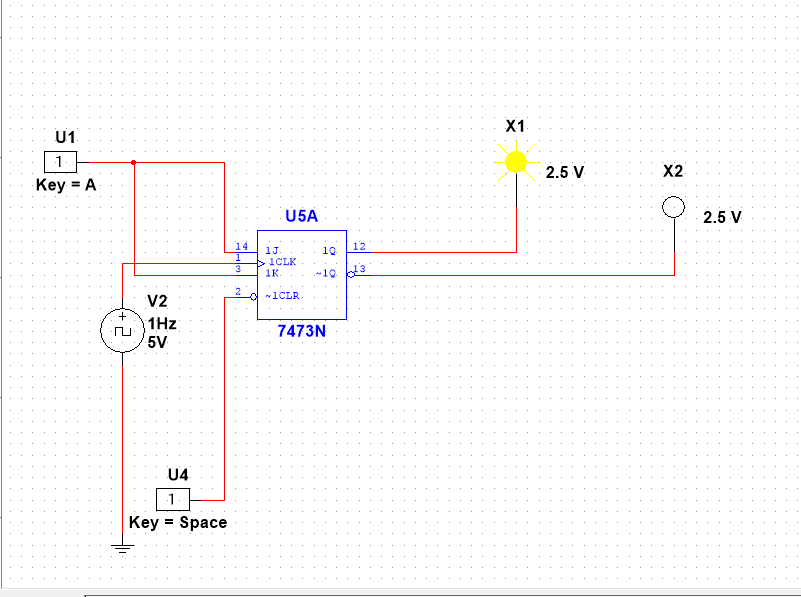 X1
2.5 V
U1
1
Key = A
X2
2.5 V
U5A
14
1J
1Q
12
1
1CLK
3
1K
~1Q
13
2
~1CLR
7473N
V2
1Hz
5V
U4
1
Key = Space